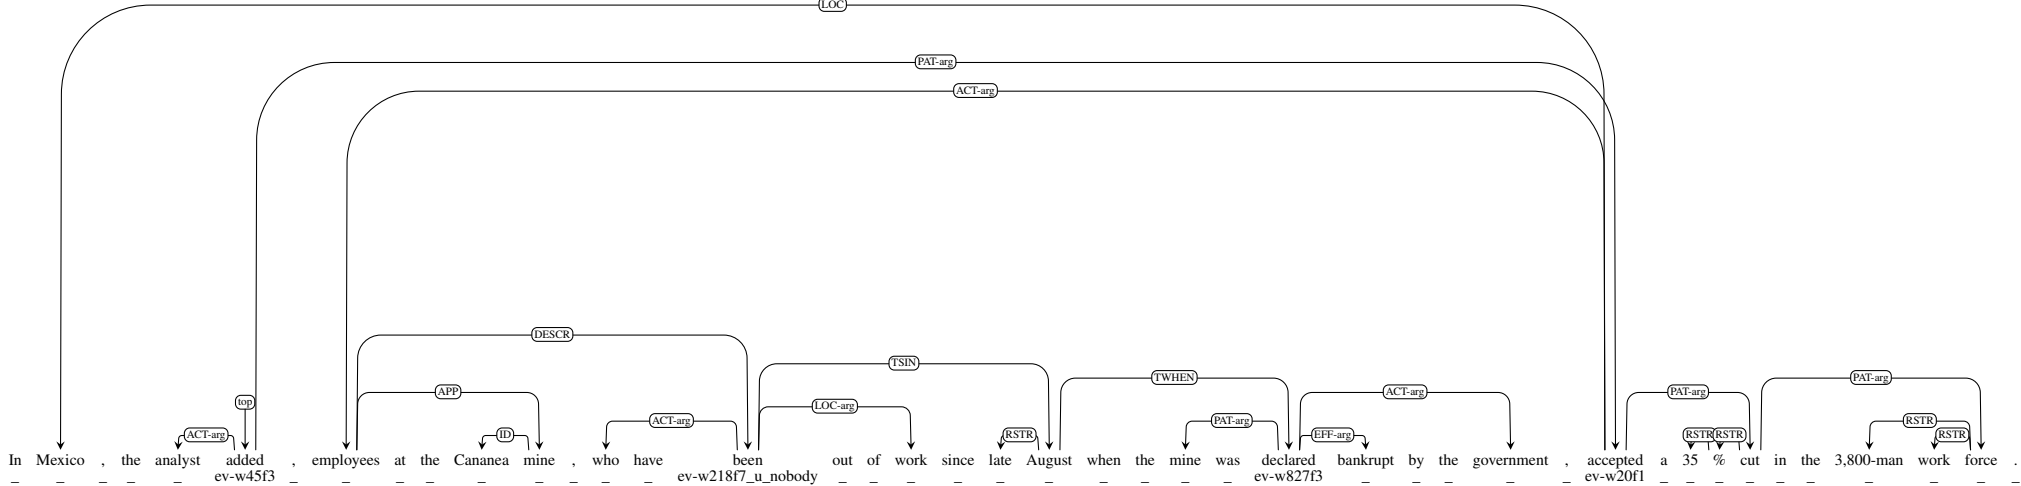 LOC
PAT-arg
ACT-arg
DESCR
TSIN
TWHEN
APP ACT-arg PAT-arg PAT-arg
top LOC-arg
ACT-arg PAT-arg RSTR
ACT-arg ID RSTR EFF-arg RSTR RSTR RSTR
In Mexico , the analyst added , employees at the Cananea mine , who have been out of work since late August when the mine was declared bankrupt by the government , accepted a 35 % cut in the 3,800-man work force .
_ _ _ _ _ ev-w45f3 _ _ _ _ _ _ _ _ _ ev-w218f7_u_nobody _ _ _ _ _ _ _ _ _ _ ev-w827f3 _ _ _ _ _ ev-w20f1 _ _ _ _ _ _ _ _ _ _